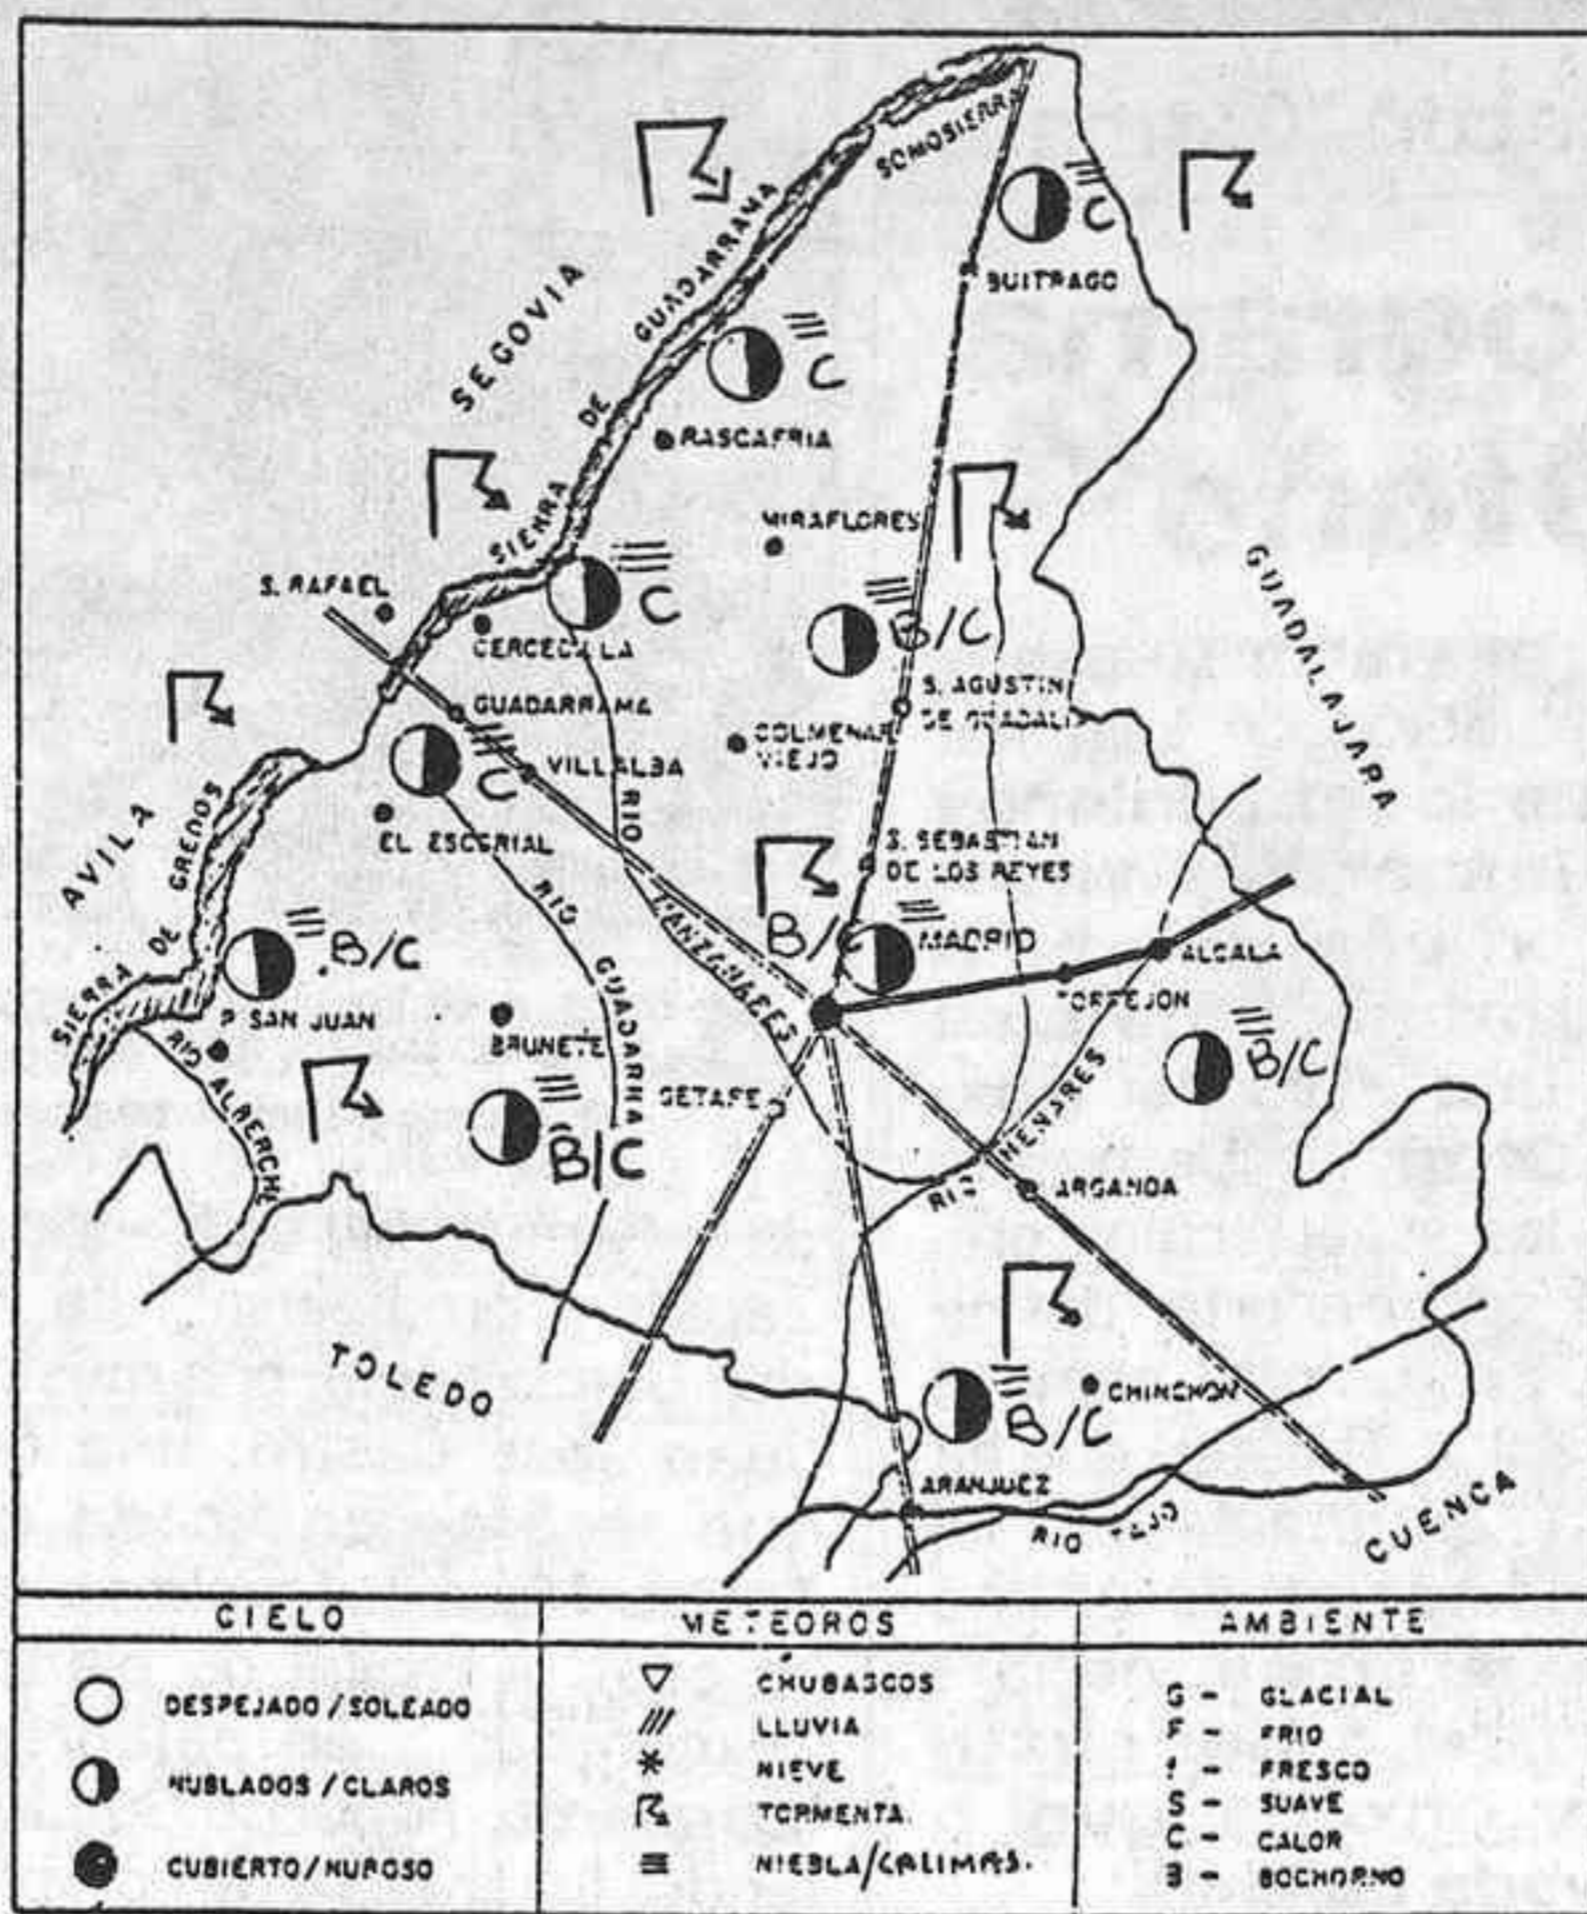 SOMOSIERRA
C
BUITRAGO
SEGOVIA
SIERRA DE GUADARRAMA
C
RASCAFRIA
MIRAFLORES
S. RAFAEL
C
CERCEDILLA
B/C
GUADALAJARA
GUADARRAMA
S. AGUSTIN
DE GUADALIX
COLMENAR
VIEJO
C
VILLALBA
EL ESCORIAL
AVILA
SIERRA DE GREDOS
RIO MANZANARES
S. SEBASTIAN
DE LOS REYES
B/C
MADRID
ALCALA
TORREJON
B/C
P. SAN JUAN
RIO ALBERCHE
BRUNETE
RIO GUADARRAMA
B/C
GETAFE
RIO HENARES
B/C
ARGANDA
TOLEDO
CHINCHON
B/C
ARANJUEZ
RIO TAJO
CUENCA
CIELO
DESPEJADO/SOLEADO
NUBLADOS/CLAROS
CUBIERTO/NUBOSO
METEOROS
CHUBASCOS
LLUVIA
NIEVE
TORMENTA.
NIEBLA/CALIMAS.
AMBIENTE
G - GLACIAL
F - FRIO
f - FRESCO
S - SUAVE
C - CALOR
B - BOCHORNO